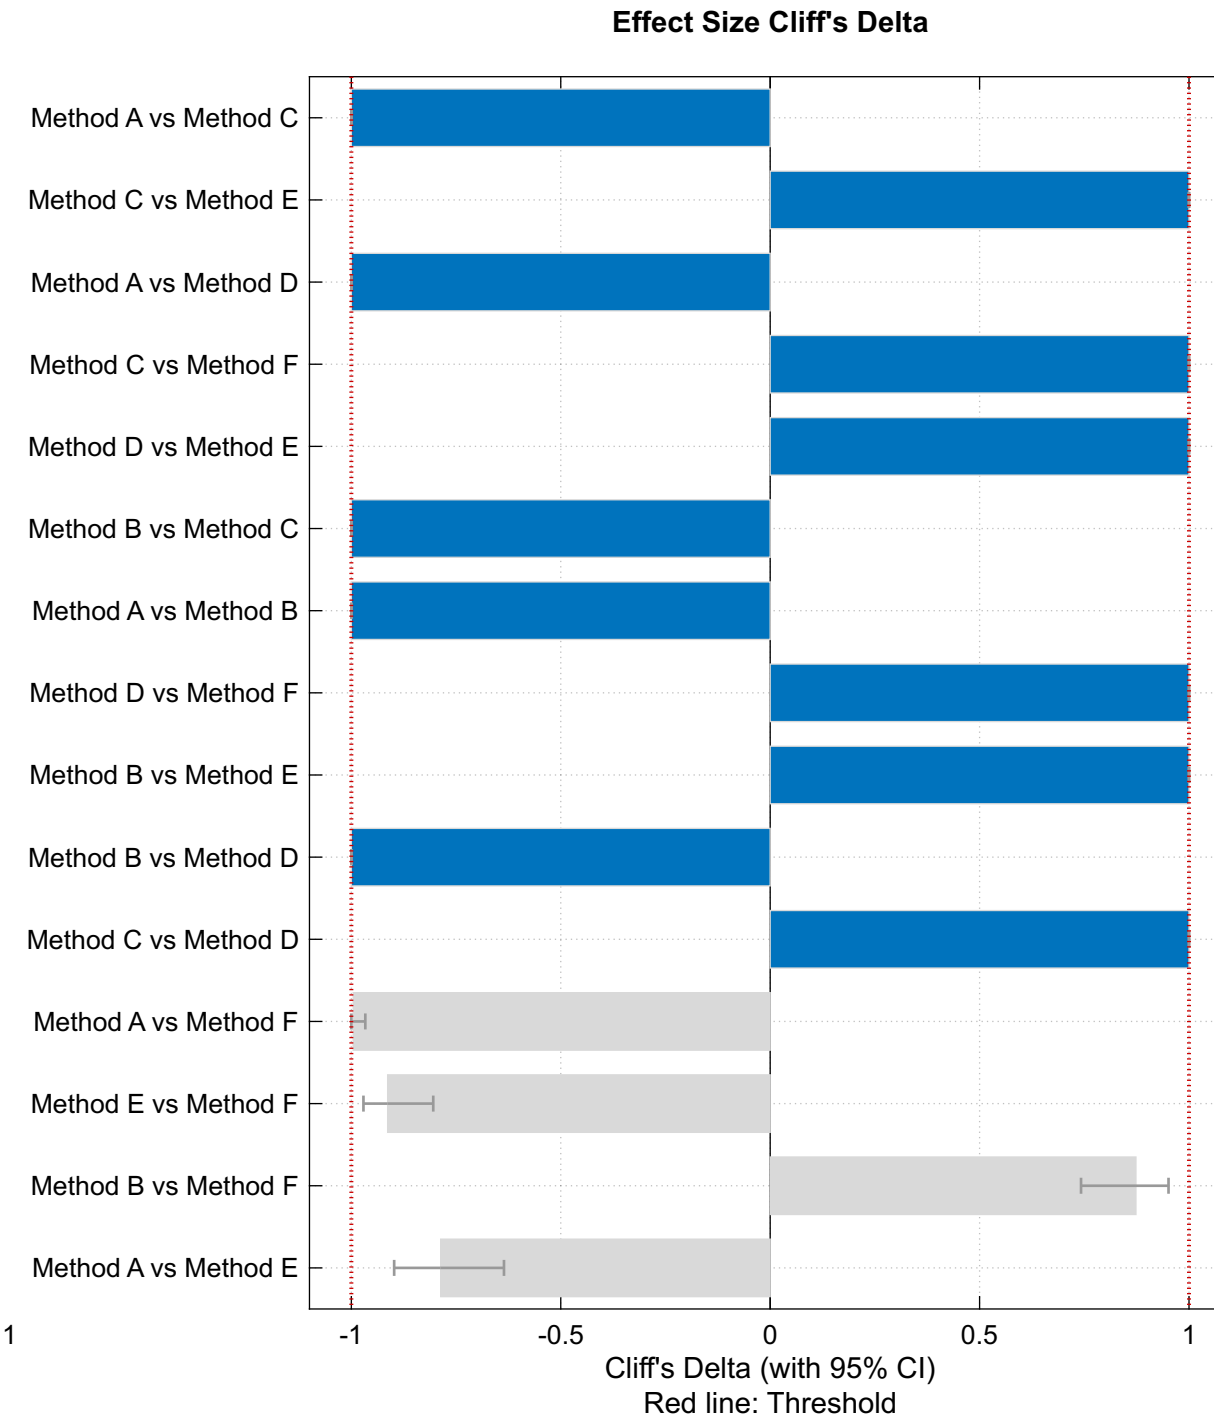 Effect Size Cliff's Delta
Method A vs Method C
Method C vs Method E
Method A vs Method D
Method C vs Method F
Method D vs Method E
Method B vs Method C
Method A vs Method B
Method D vs Method F
Method B vs Method E
Method B vs Method D
Method C vs Method D
Method A vs Method F
Method E vs Method F
Method B vs Method F
Method A vs Method E
1 -1 -0.5 0 0.5 1
Cliff's Delta (with 95% CI)
Red line: Threshold